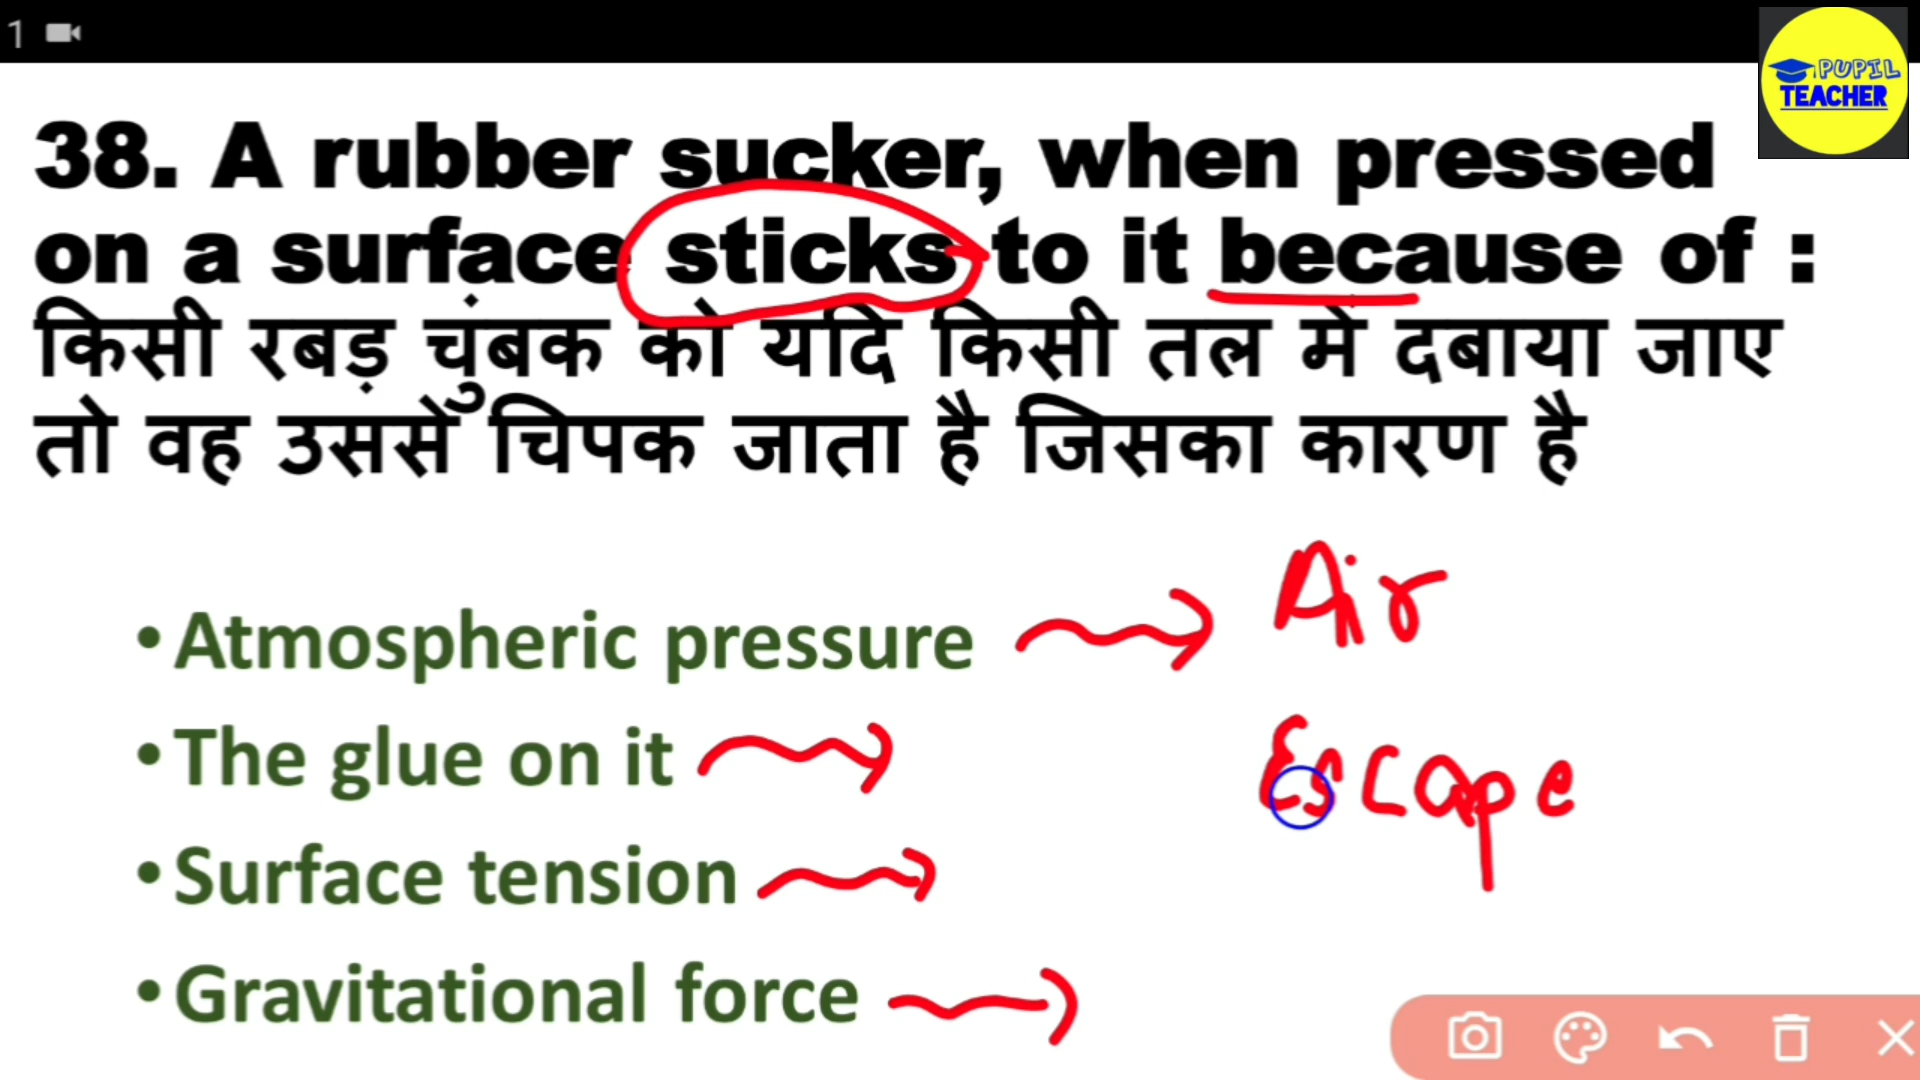 1
PUPIL
TEACHER
38. A rubber sucker, when pressed
on a surface sticks to it because of :
किसी रबड़ चुंबक को यदि किसी तल में दबाया जाए
तो वह उससे चिपक जाता है जिसका कारण है
• Atmospheric pressure
Air
• The glue on it
Escape
• Surface tension
• Gravitational force